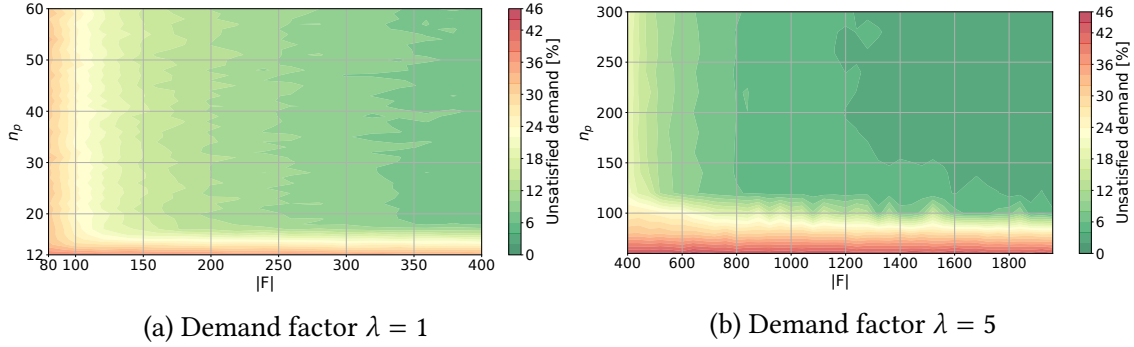 60
50
40
30
20
12
n_p
80 100 150 200 250 300 350 400
|F|
46
42
36
30
24
18
12
6
0
Unsatisfied demand [%]
(a) Demand factor λ = 1
300
250
200
150
100
n_p
400 600 800 1000 1200 1400 1600 1800
|F|
46
42
36
30
24
18
12
6
0
Unsatisfied demand [%]
(b) Demand factor λ = 5